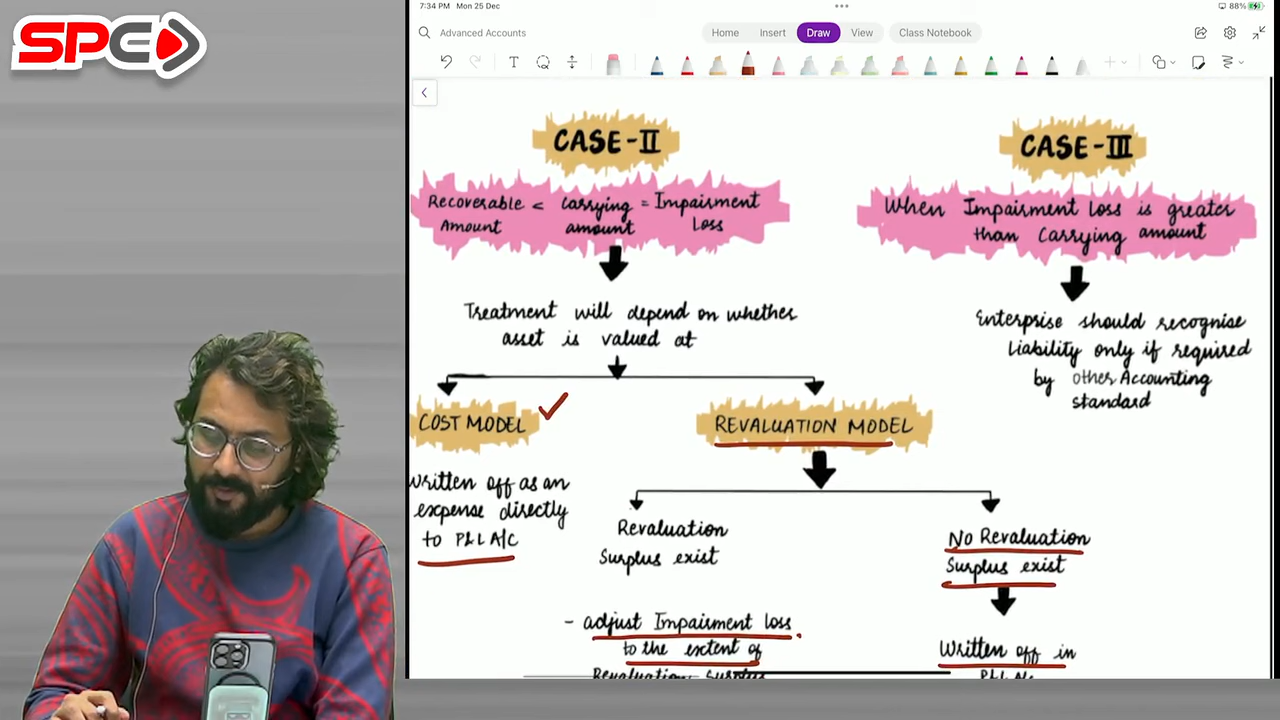 SPC
7:34 PM Mon 25 Dec
88%
Advanced Accounts
Home Insert Draw View Class Notebook
CASE-II
Recoverable < Carrying = Impairment
Amount amount Loss
Treatment will depend on whether
asset is valued at
COST MODEL
written off as an
expense directly
to P&L A/C
REVALUATION MODEL
Revaluation
Surplus exist
- adjust Impairment loss
to the extent of
Revaluation Surplus
No Revaluation
Surplus exist
Written off in
P&L A/c
CASE-III
When Impairment Loss is greater
than Carrying amount
Enterprise should recognise
Liability only if required
by other Accounting
standard